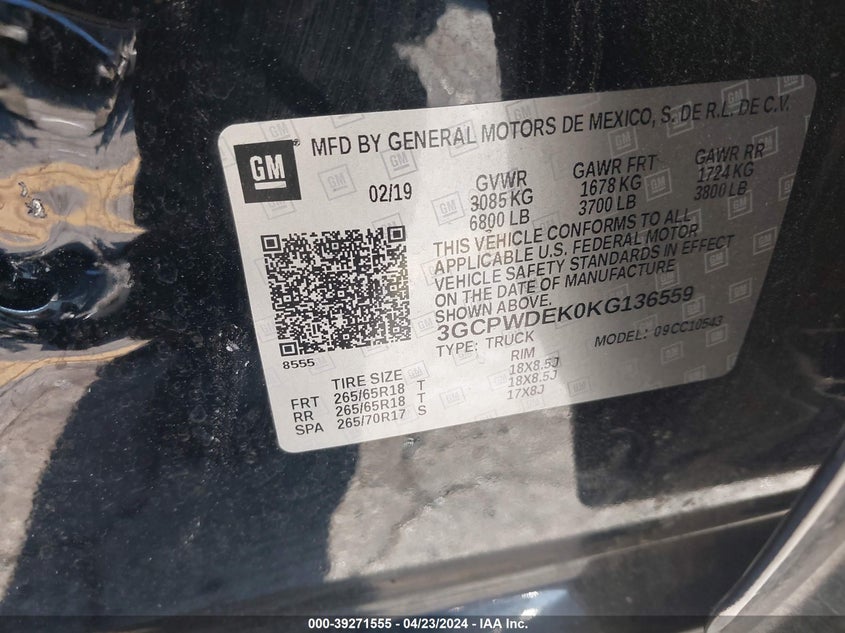 GM
MFD BY GENERAL MOTORS DE MEXICO, S. DE R.L. DE C.V.
02/19
GVWR
3085 KG
6800 LB
GAWR FRT
1678 KG
3700 LB
GAWR RR
1724 KG
3800 LB
THIS VEHICLE CONFORMS TO ALL
APPLICABLE U.S. FEDERAL MOTOR
VEHICLE SAFETY STANDARDS IN EFFECT
ON THE DATE OF MANUFACTURE
SHOWN ABOVE.
3GCPWDEK0KG136559
TYPE: TRUCK
MODEL: 09CC10543
8555
TIRE SIZE RIM
FRT 265/65R18 T 18X8.5J
RR 265/65R18 T 18X8.5J
SPA 265/70R17 S 17X8J
000-39271555 - 04/23/2024 - IAA Inc.